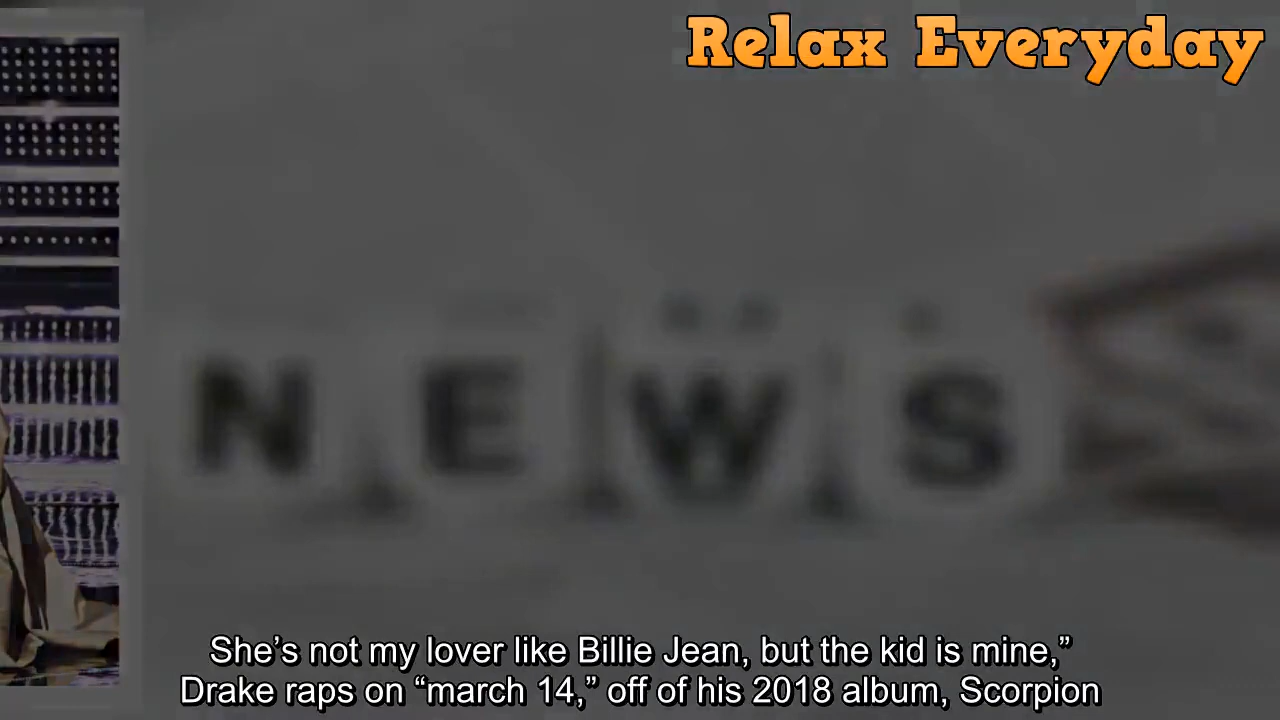 Relax Everyday
NEWS
She’s not my lover like Billie Jean, but the kid is mine,”
Drake raps on “march 14,” off of his 2018 album, Scorpion